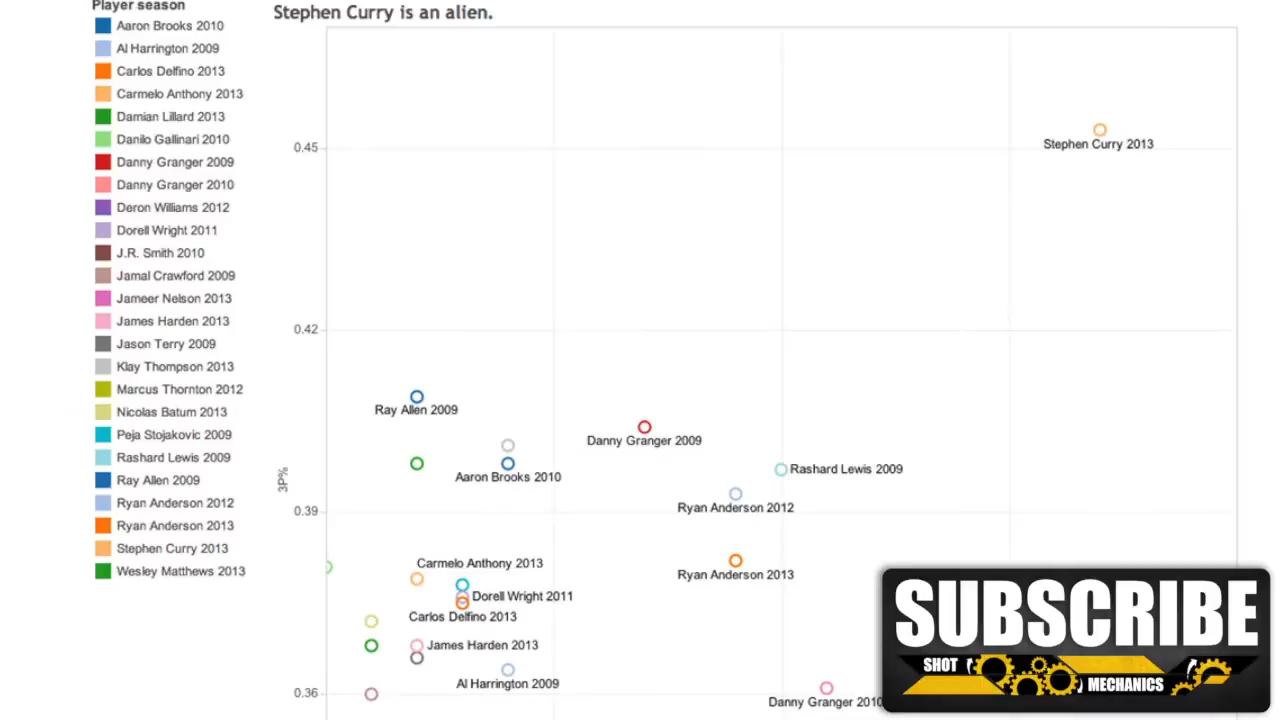 Player season
Aaron Brooks 2010
Al Harrington 2009
Carlos Delfino 2013
Carmelo Anthony 2013
Damian Lillard 2013
Danilo Gallinari 2010
Danny Granger 2009
Danny Granger 2010
Deron Williams 2012
Dorell Wright 2011
J.R. Smith 2010
Jamal Crawford 2009
Jameer Nelson 2013
James Harden 2013
Jason Terry 2009
Klay Thompson 2013
Marcus Thornton 2012
Nicolas Batum 2013
Peja Stojakovic 2009
Rashard Lewis 2009
Ray Allen 2009
Ryan Anderson 2012
Ryan Anderson 2013
Stephen Curry 2013
Wesley Matthews 2013
Stephen Curry is an alien.
0.45
Stephen Curry 2013
0.42
Ray Allen 2009
Danny Granger 2009
Rashard Lewis 2009
Aaron Brooks 2010
3P%
Ryan Anderson 2012
0.39
Carmelo Anthony 2013
Ryan Anderson 2013
Dorell Wright 2011
Carlos Delfino 2013
James Harden 2013
Al Harrington 2009
0.36
Danny Granger 2010
SUBSCRIBE
SHOT
MECHANICS